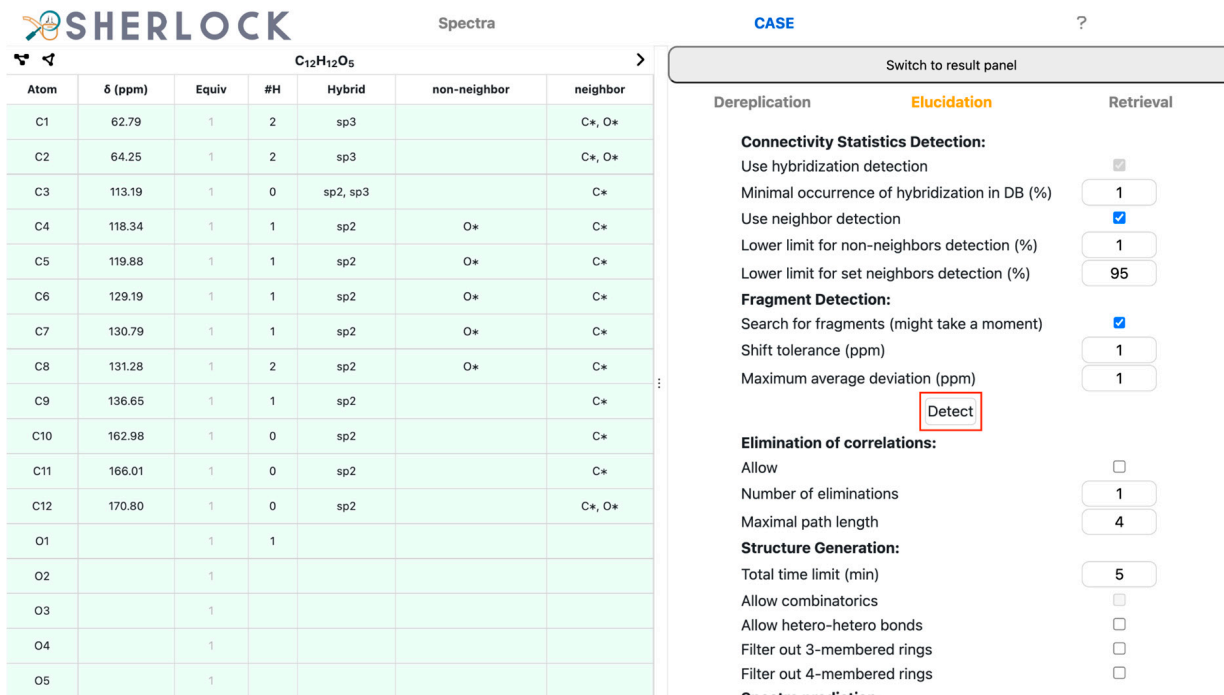 SHERLOCK Spectra CASE ?
C₁₂H₁₂O₅
Atom δ (ppm) Equiv #H Hybrid non-neighbor neighbor
C1 62.79 1 2 sp3 C∗, O∗
C2 64.25 1 2 sp3 C∗, O∗
C3 113.19 1 0 sp2, sp3 C∗
C4 118.34 1 1 sp2 O∗ C∗
C5 119.88 1 1 sp2 O∗ C∗
C6 129.19 1 1 sp2 O∗ C∗
C7 130.79 1 1 sp2 O∗ C∗
C8 131.28 1 2 sp2 O∗ C∗
C9 136.65 1 1 sp2 C∗
C10 162.98 1 0 sp2 C∗
C11 166.01 1 0 sp2 C∗
C12 170.80 1 0 sp2 C∗, O∗
O1 1 1
O2 1
O3 1
O4 1
O5 1
Switch to result panel
Dereplication Elucidation Retrieval
Connectivity Statistics Detection:
Use hybridization detection
Minimal occurrence of hybridization in DB (%) 1
Use neighbor detection
Lower limit for non-neighbors detection (%) 1
Lower limit for set neighbors detection (%) 95
Fragment Detection:
Search for fragments (might take a moment)
Shift tolerance (ppm) 1
Maximum average deviation (ppm) 1
Detect
Elimination of correlations:
Allow
Number of eliminations 1
Maximal path length 4
Structure Generation:
Total time limit (min) 5
Allow combinatorics
Allow hetero-hetero bonds
Filter out 3-membered rings
Filter out 4-membered rings